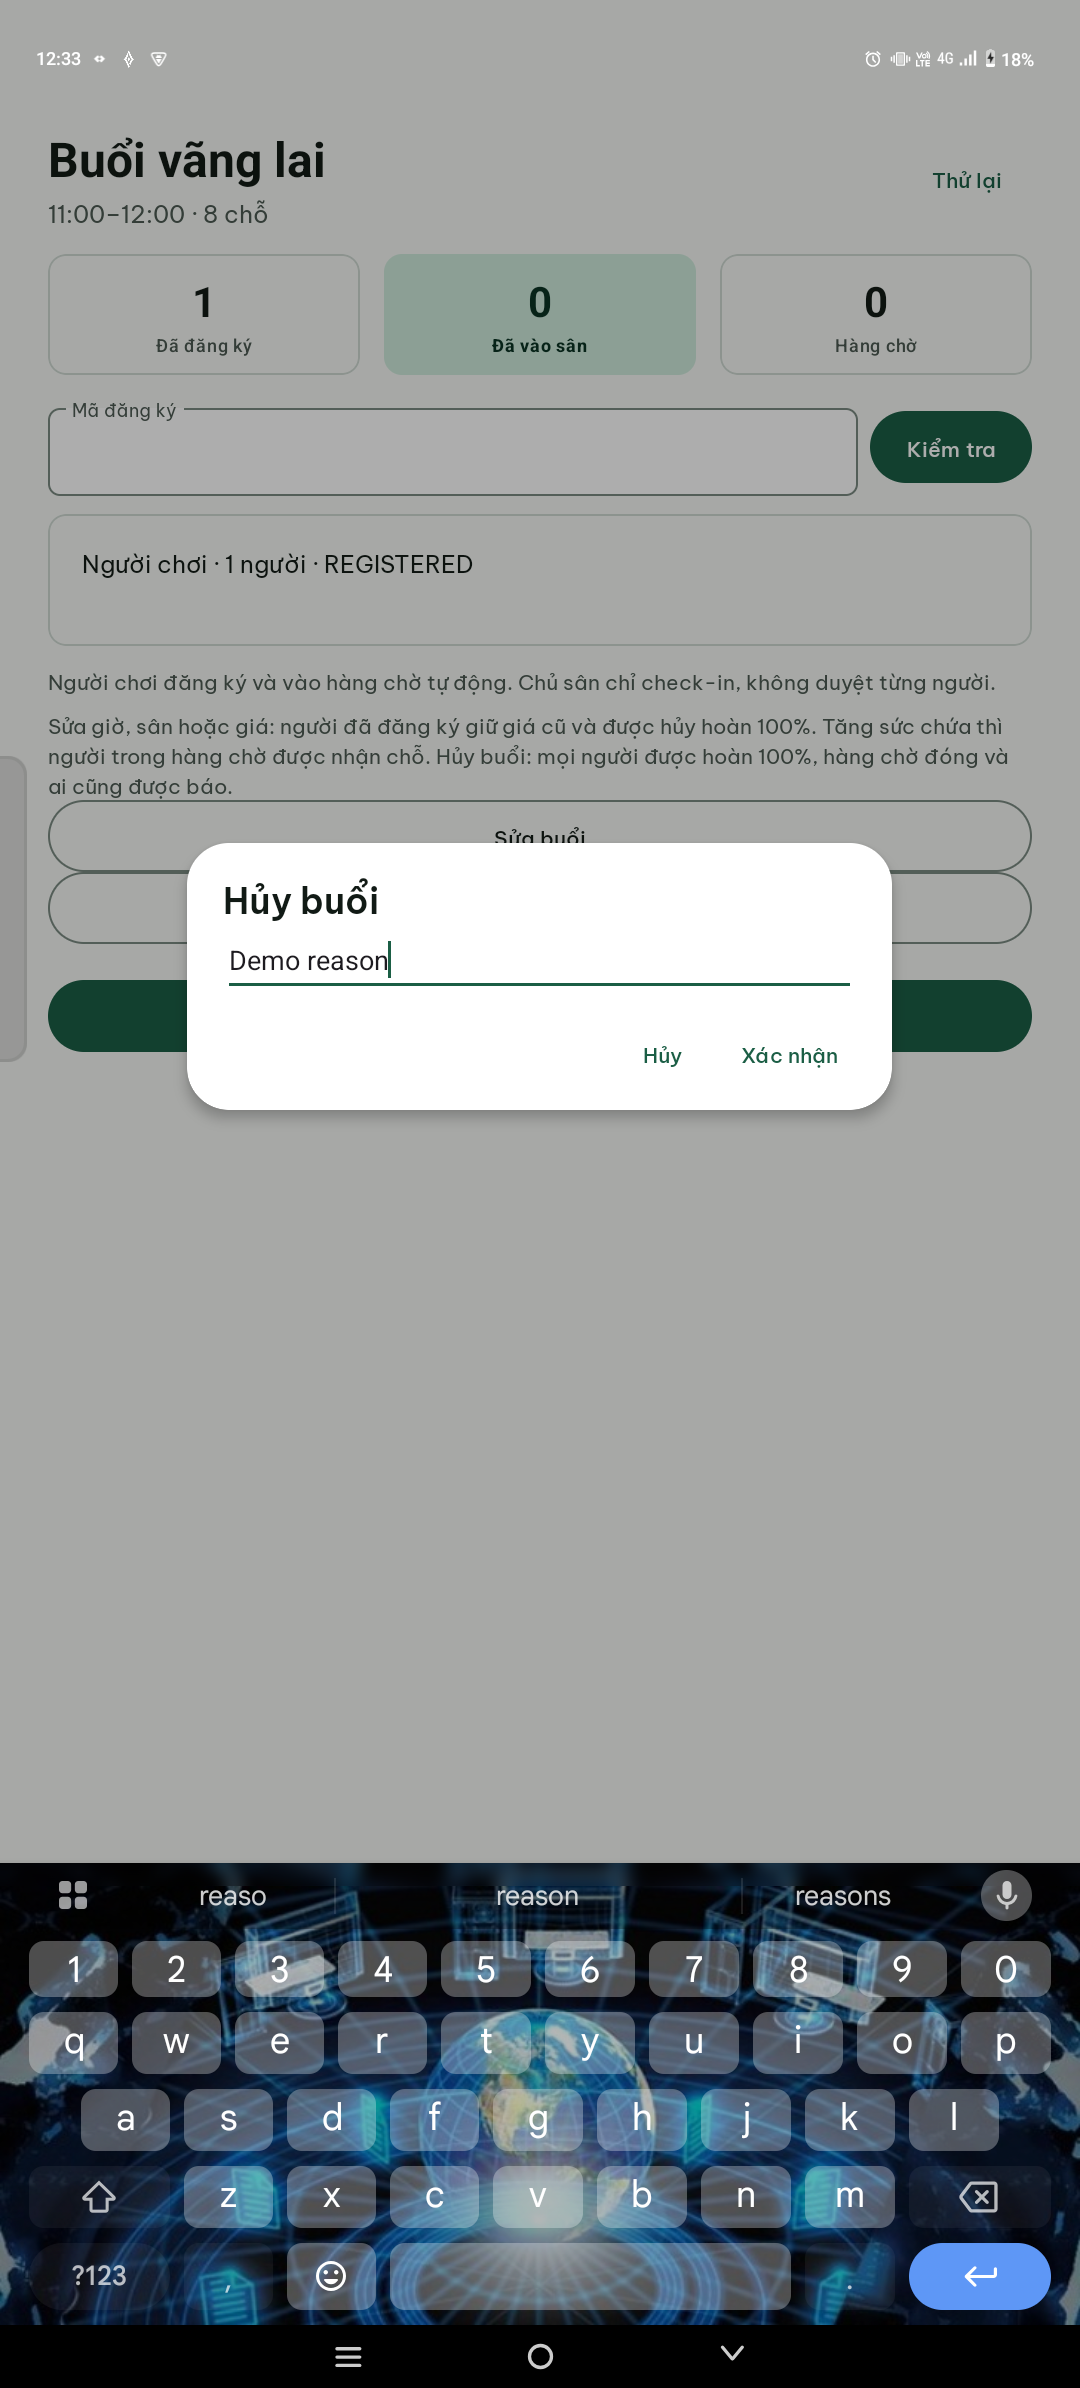 12:33 4G 18%
Buổi vãng lai
Thử lại
11:00–12:00 · 8 chỗ
1 0 0
Đã đăng ký Đã vào sân Hàng chờ
Mã đăng ký
Kiểm tra
Người chơi · 1 người · REGISTERED
Người chơi đăng ký và vào hàng chờ tự động. Chủ sân chỉ check-in, không duyệt từng người.
Sửa giờ, sân hoặc giá: người đã đăng ký giữ giá cũ và được hủy hoàn 100%. Tăng sức chứa thì
người trong hàng chờ được nhận chỗ. Hủy buổi: mọi người được hoàn 100%, hàng chờ đóng và
ai cũng được báo.
Sửa buổi
Hủy buổi
Demo reason
Hủy Xác nhận
reaso reason reasons
1 2 3 4 5 6 7 8 9 0
q w e r t y u i o p
a s d f g h j k l
z x c v b n m
?123 , .